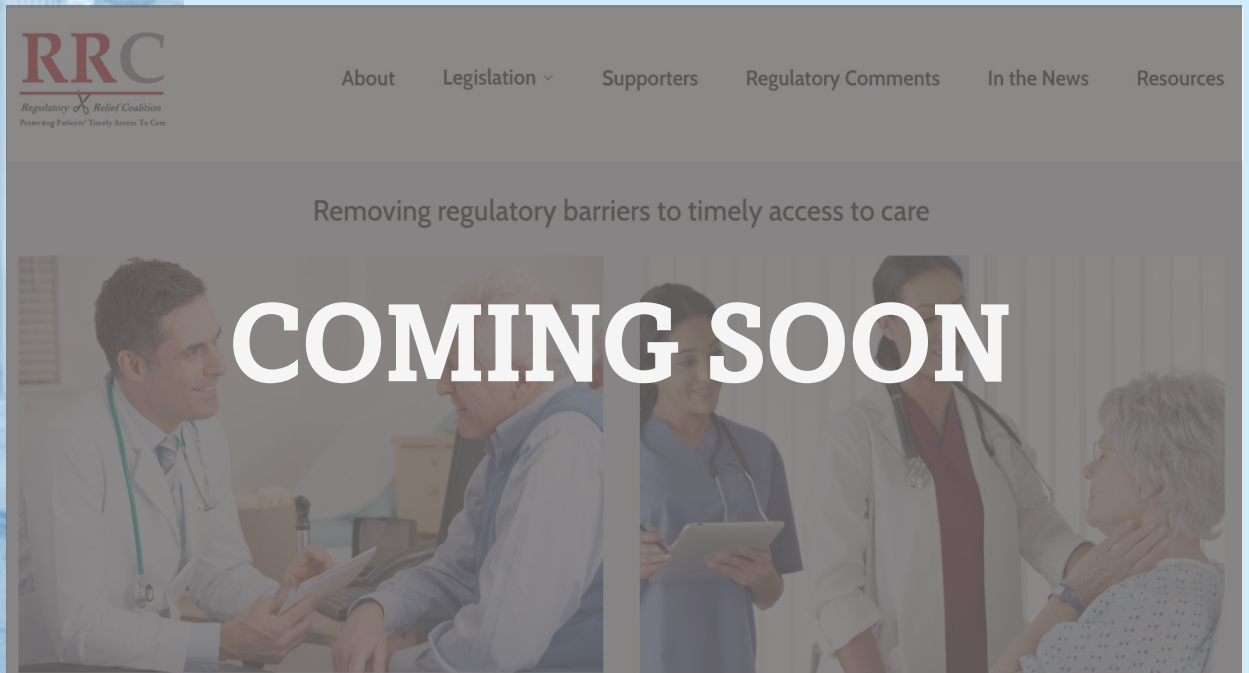 RRC
Regulatory Relief Coalition
Protecting Patients' Timely Access To Care
About Legislation Supporters Regulatory Comments In the News Resources
Removing regulatory barriers to timely access to care
COMING SOON